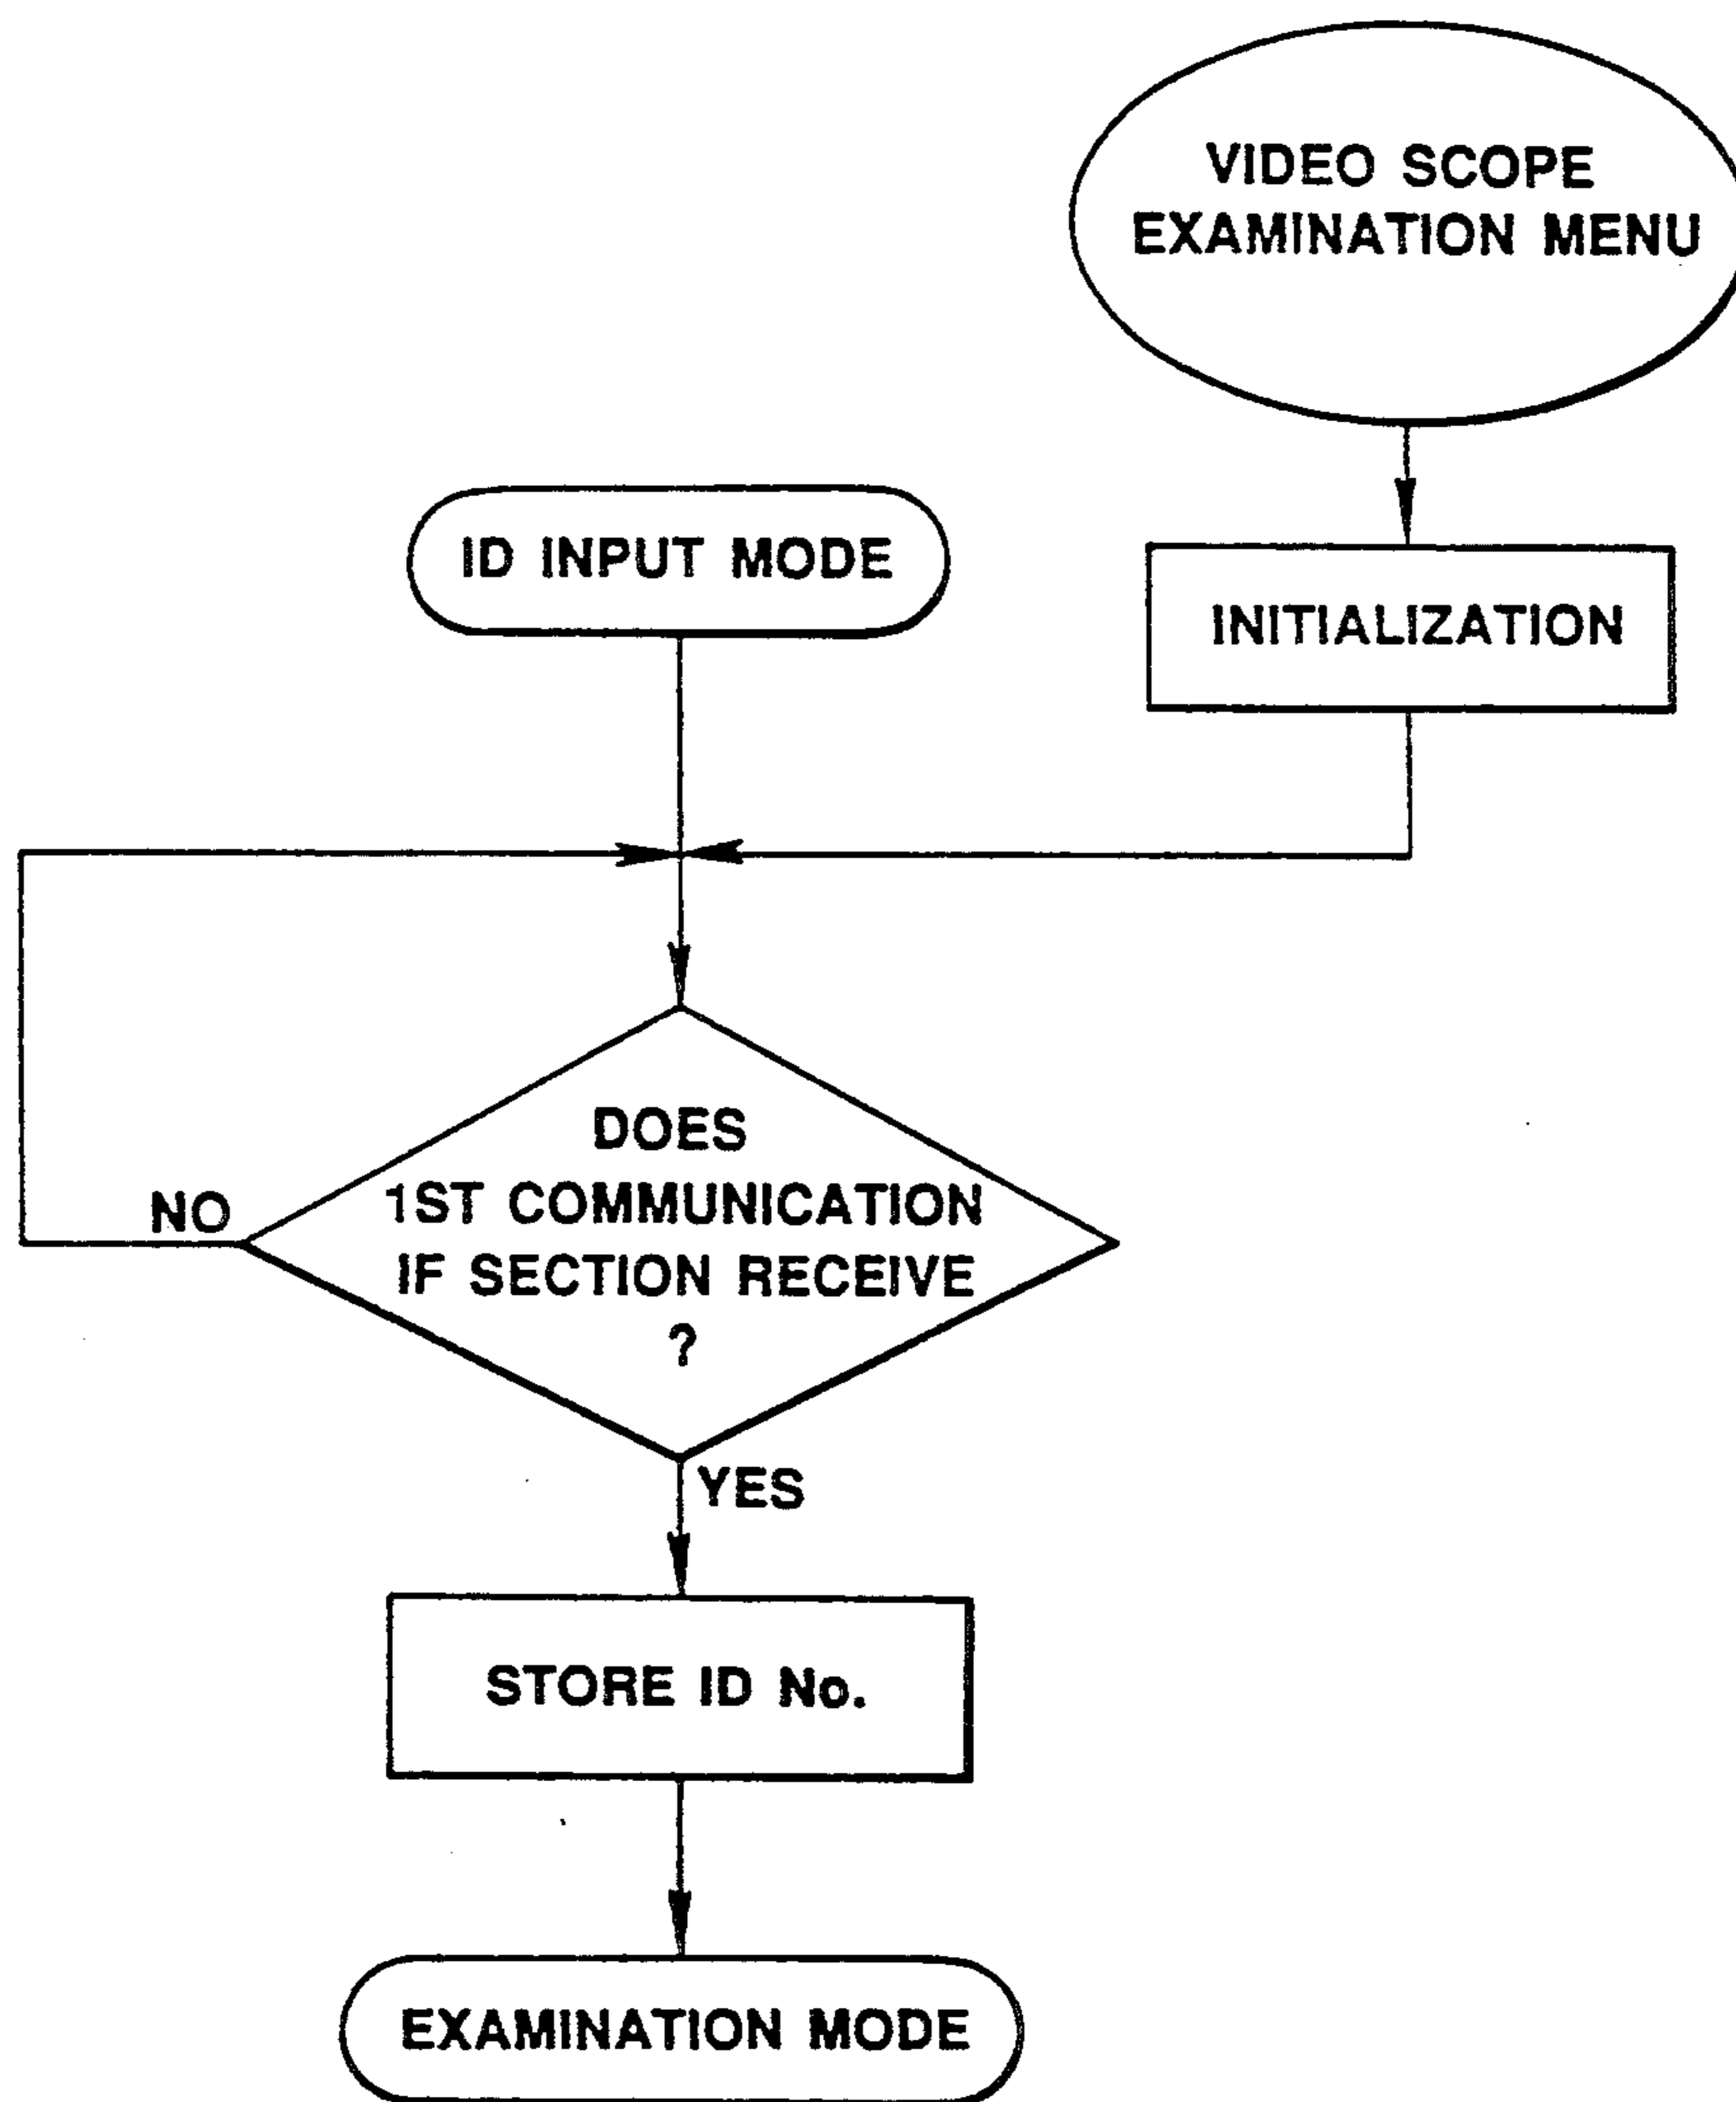 VIDEO SCOPE
EXAMINATION MENU
ID INPUT MODE
INITIALIZATION
DOES
1ST COMMUNICATION
IF SECTION RECEIVE
?
NO
YES
STORE ID No.
EXAMINATION MODE